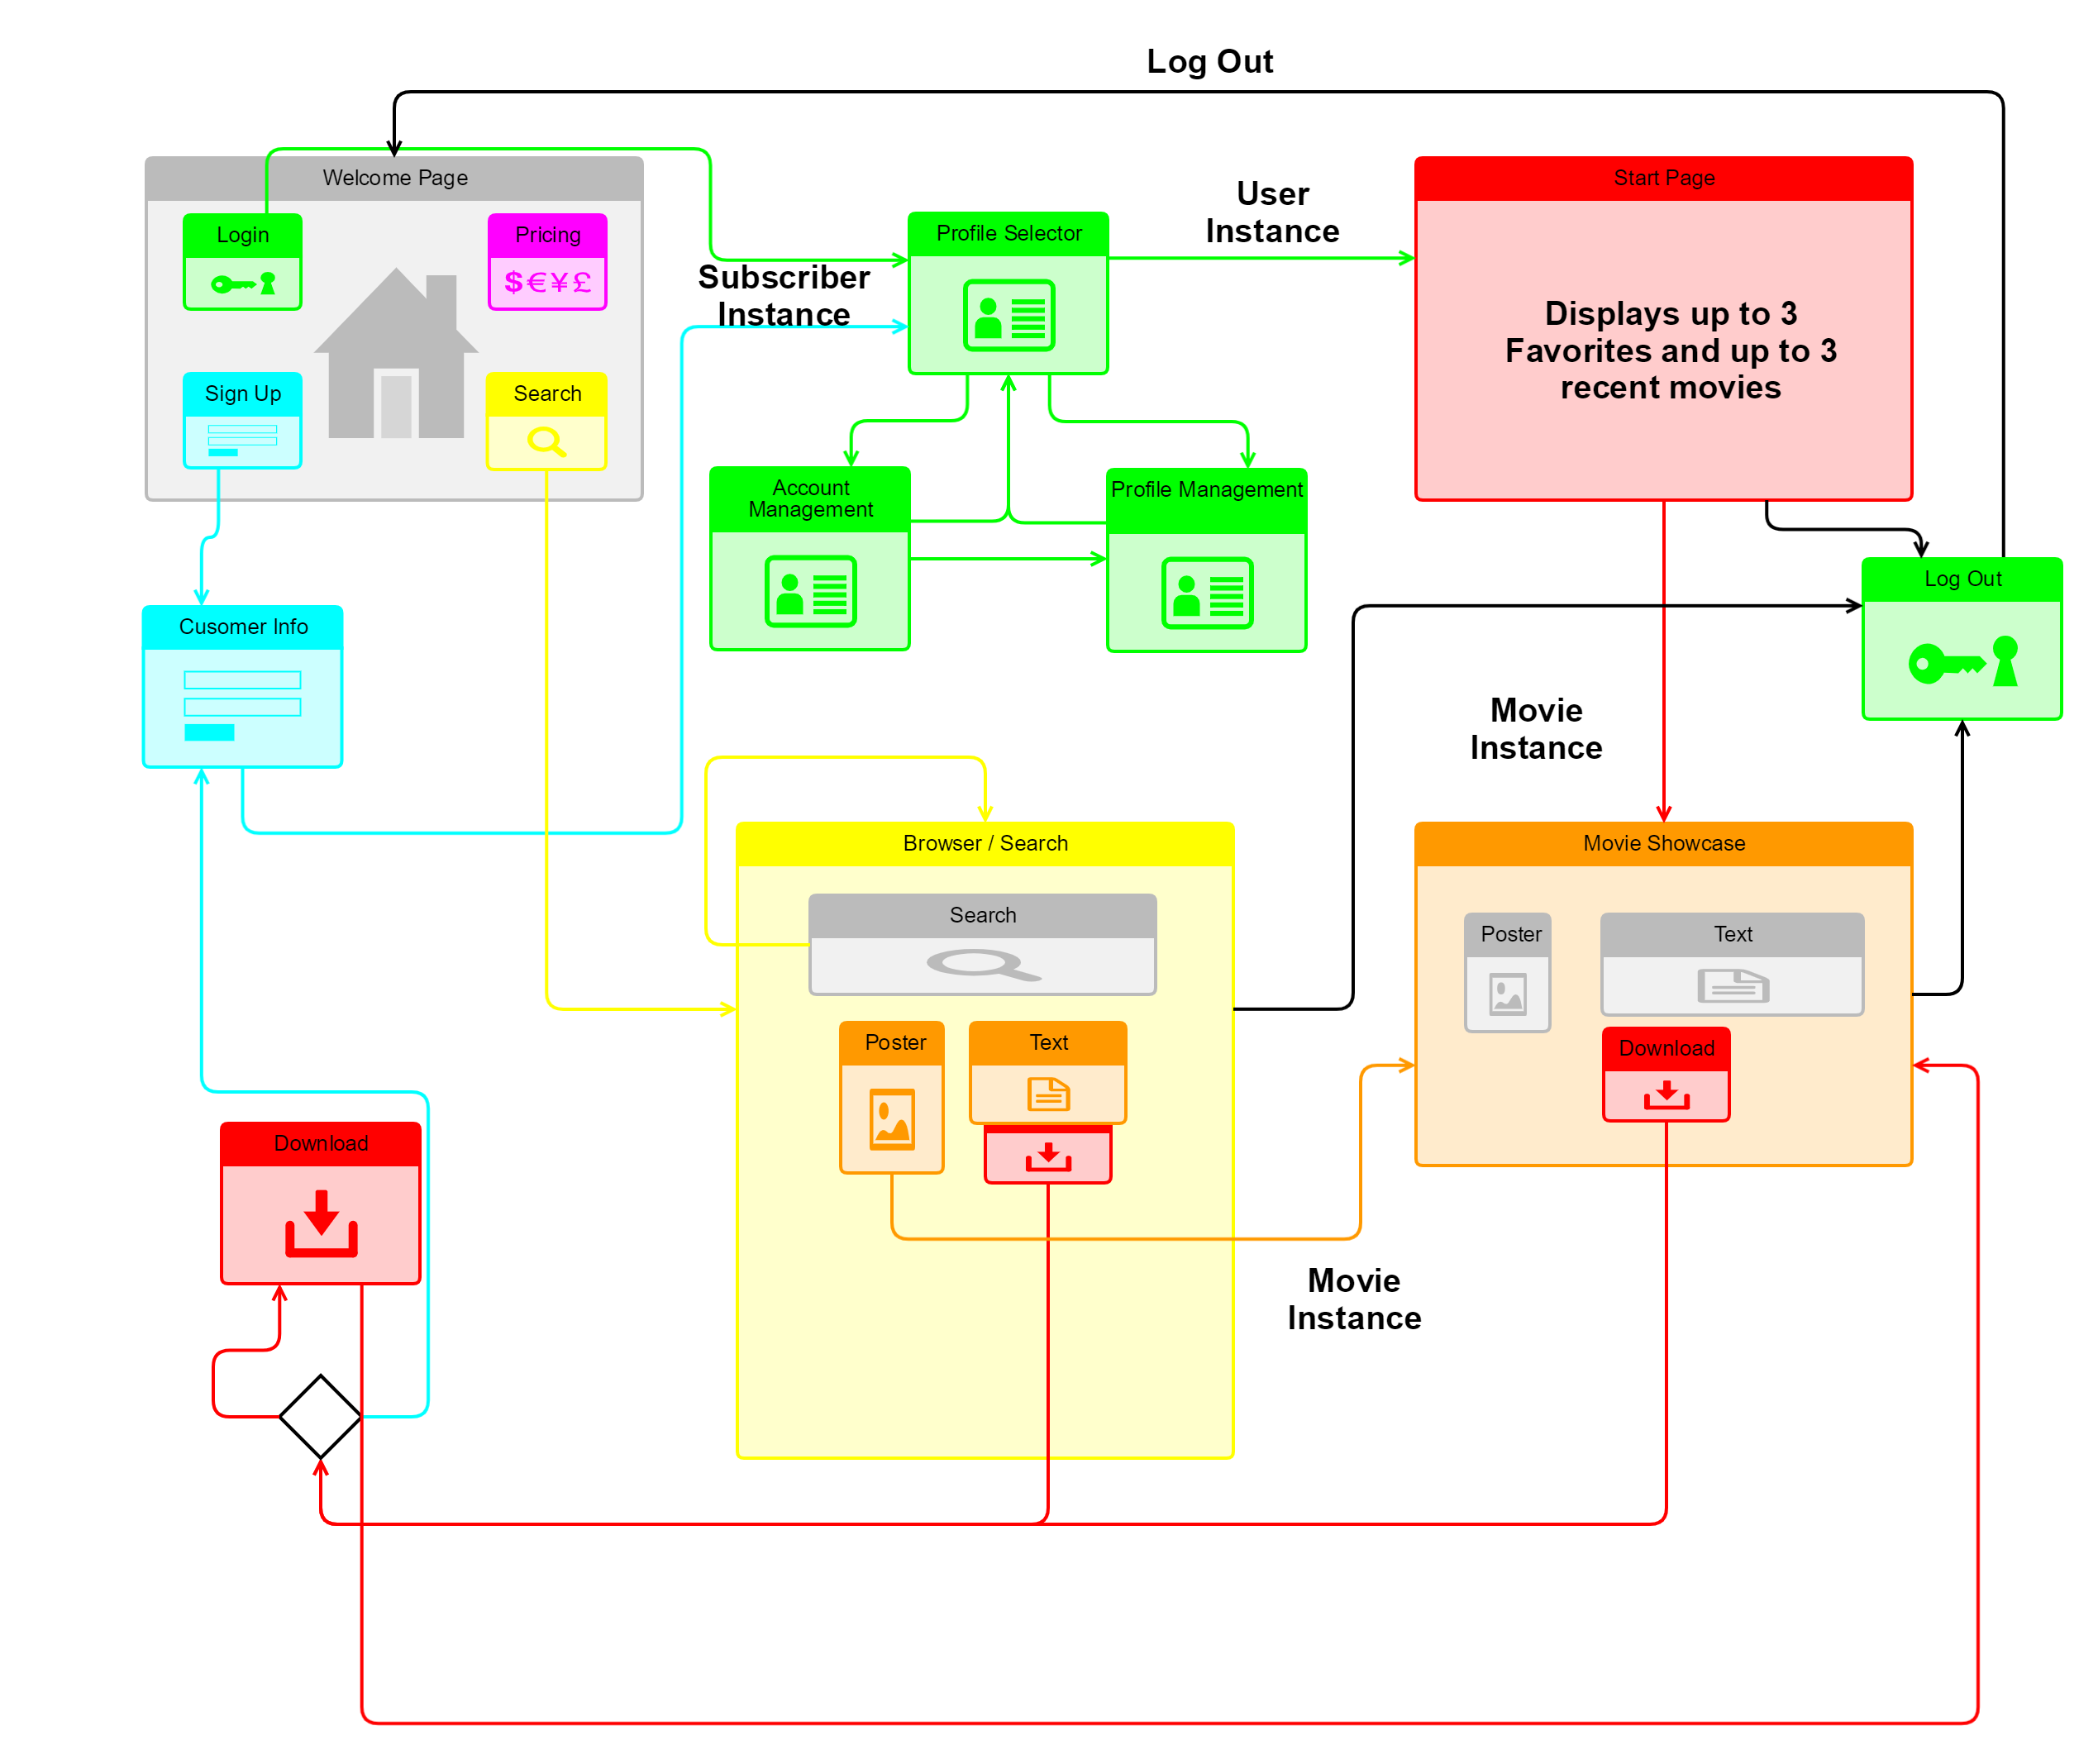 Log Out
Welcome Page
Login
Pricing
$€¥£
Sign Up
Search
Subscriber
Instance
Profile Selector
User
Instance
Start Page
Displays up to 3
Favorites and up to 3
recent movies
Account
Management
Profile Management
Log Out
Cusomer Info
Movie
Instance
Browser / Search
Search
Poster
Text
Movie Showcase
Poster
Text
Download
Download
Movie
Instance